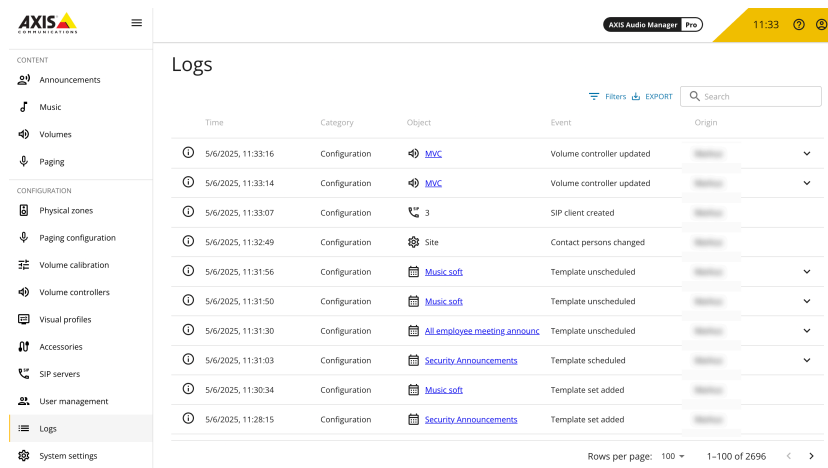 AXIS
COMMUNICATIONS
AXIS Audio Manager Pro
11:33
CONTENT
Announcements
Music
Volumes
Paging
CONFIGURATION
Physical zones
Paging configuration
Volume calibration
Volume controllers
Visual profiles
Accessories
SIP servers
User management
Logs
System settings
Logs
Filters EXPORT Search
Time Category Object Event Origin
5/6/2025, 11:33:16 Configuration MVC Volume controller updated
5/6/2025, 11:33:14 Configuration MVC Volume controller updated
5/6/2025, 11:33:07 Configuration 3 SIP client created
5/6/2025, 11:32:49 Configuration Site Contact persons changed
5/6/2025, 11:31:56 Configuration Music soft Template unscheduled
5/6/2025, 11:31:50 Configuration Music soft Template unscheduled
5/6/2025, 11:31:30 Configuration All employee meeting announc Template unscheduled
5/6/2025, 11:31:03 Configuration Security Announcements Template scheduled
5/6/2025, 11:30:34 Configuration Music soft Template set added
5/6/2025, 11:28:15 Configuration Security Announcements Template set added
Rows per page: 100 1–100 of 2696